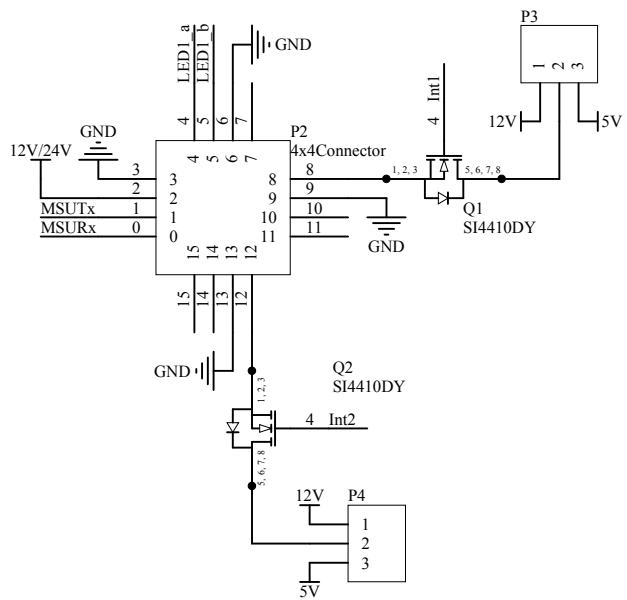 P3
1
2
3
12V
5V
LED1_a
LED1_b
GND
4
5
6
7
Int1
4
P2
4x4Connector
4
5
6
7
GND
12V/24V
3
2
MSUTx 1
MSURx 0
3
2
1
0
8
9
10
11
8
9
10
11
1, 2, 3
5, 6, 7, 8
Q1
SI4410DY
GND
15
14
13
12
15
14
13
12
GND
Q2
SI4410DY
1, 2, 3
4 Int2
5, 6, 7, 8
12V
P4
1
2
3
5V